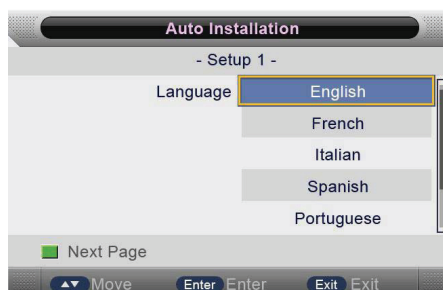 Auto Installation
- Setup 1 -
Language English
French
Italian
Spanish
Portuguese
Next Page
▲▼ Move Enter Enter Exit Exit